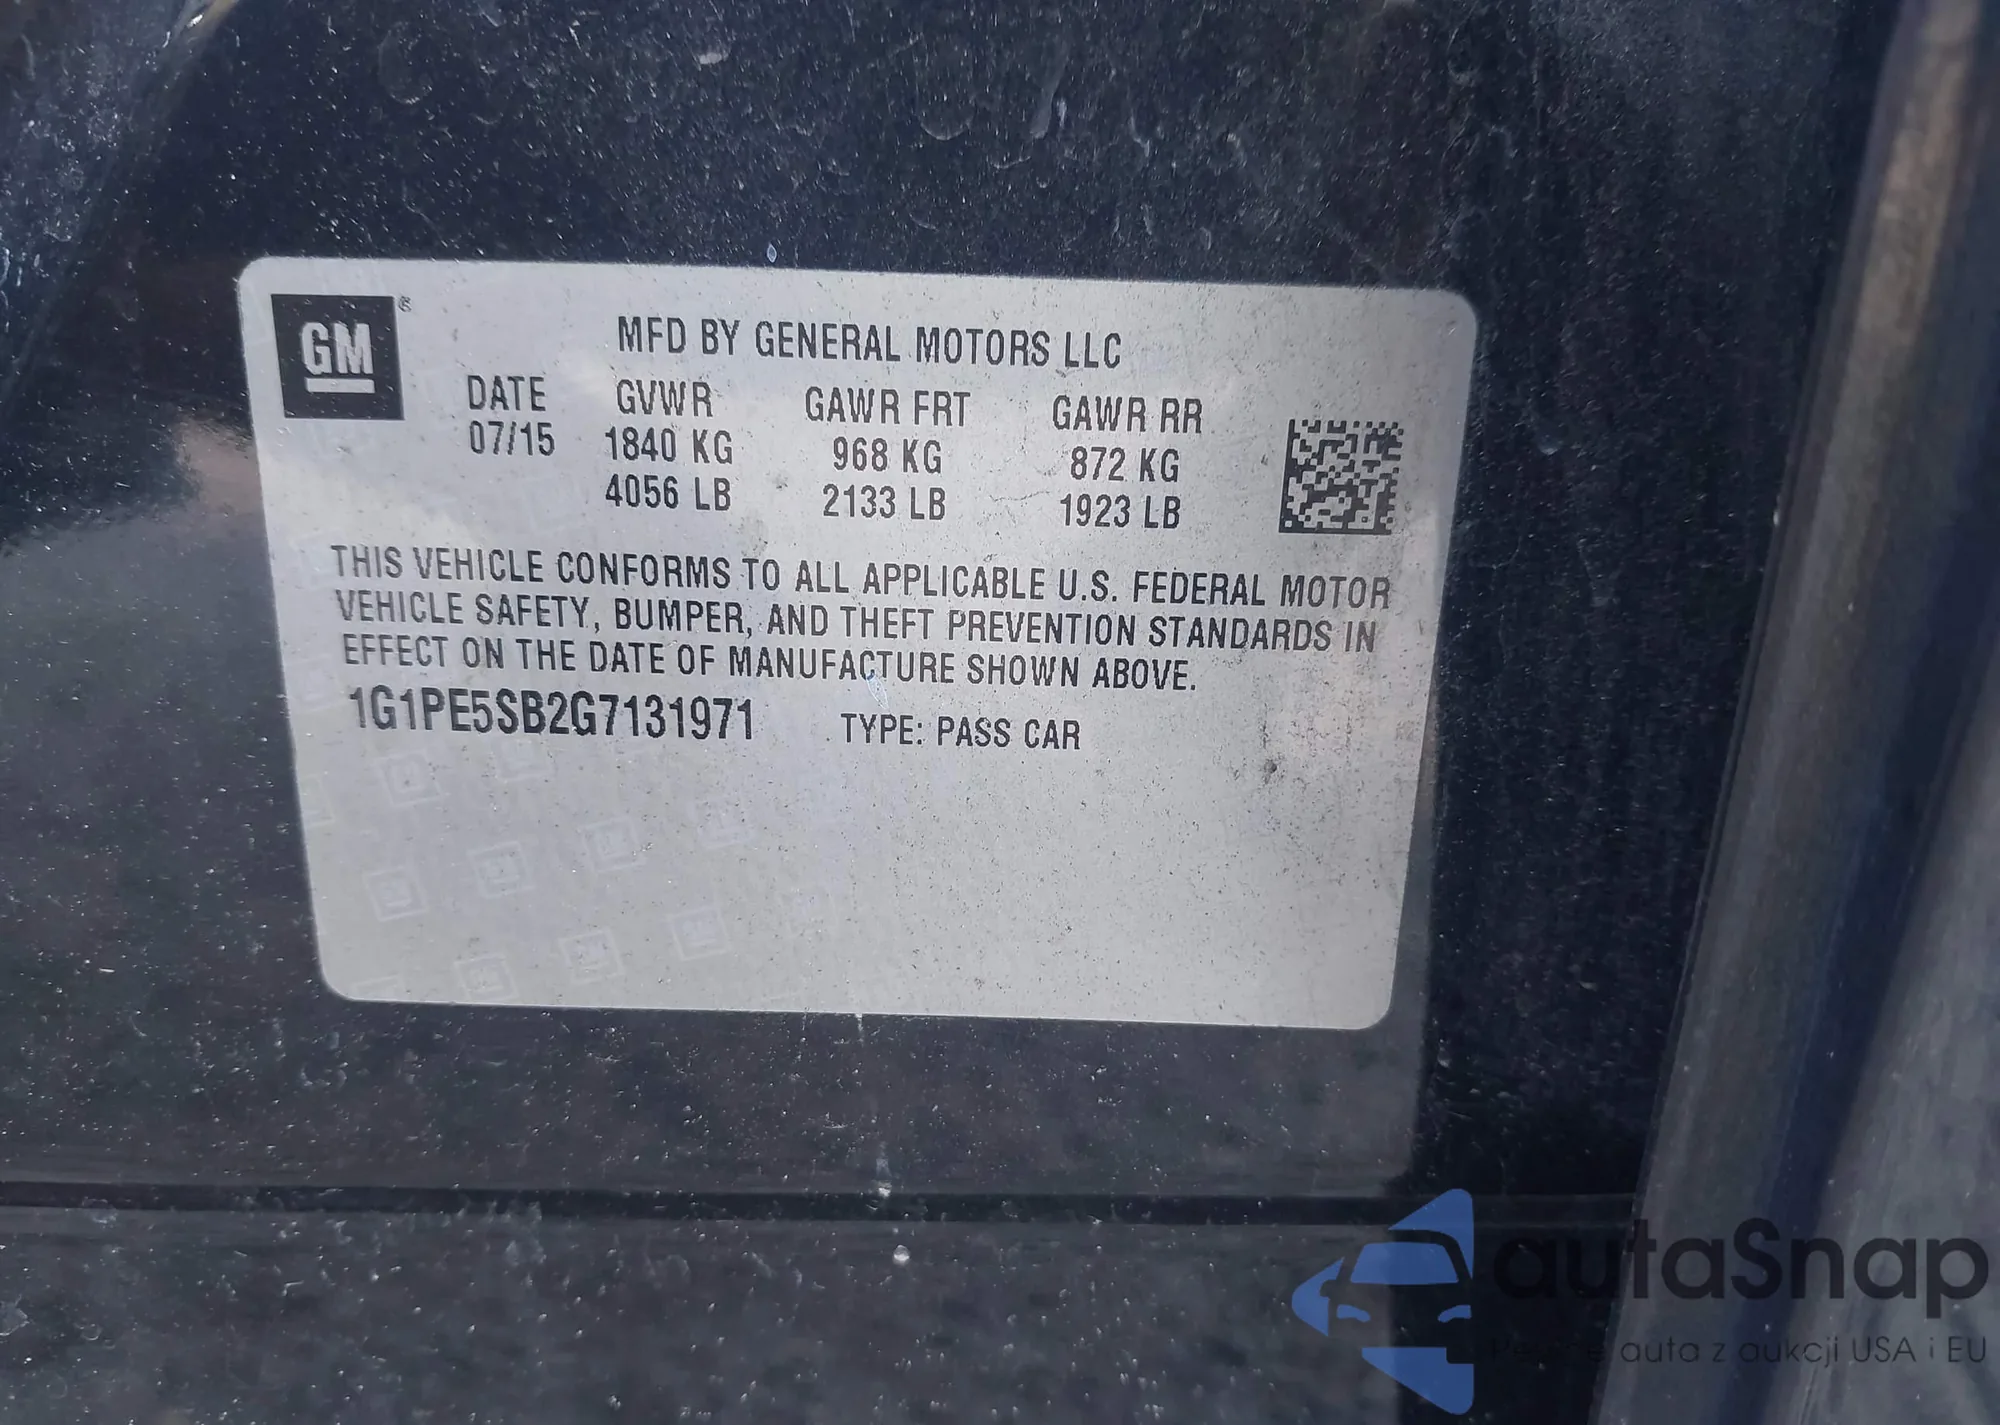 GM ®
MFD BY GENERAL MOTORS LLC
DATE GVWR GAWR FRT GAWR RR
07/15 1840 KG 968 KG 872 KG
4056 LB 2133 LB 1923 LB
THIS VEHICLE CONFORMS TO ALL APPLICABLE U.S. FEDERAL MOTOR
VEHICLE SAFETY, BUMPER, AND THEFT PREVENTION STANDARDS IN
EFFECT ON THE DATE OF MANUFACTURE SHOWN ABOVE.
1G1PE5SB2G7131971 TYPE: PASS CAR
autaSnap
auta z aukcji USA i EU